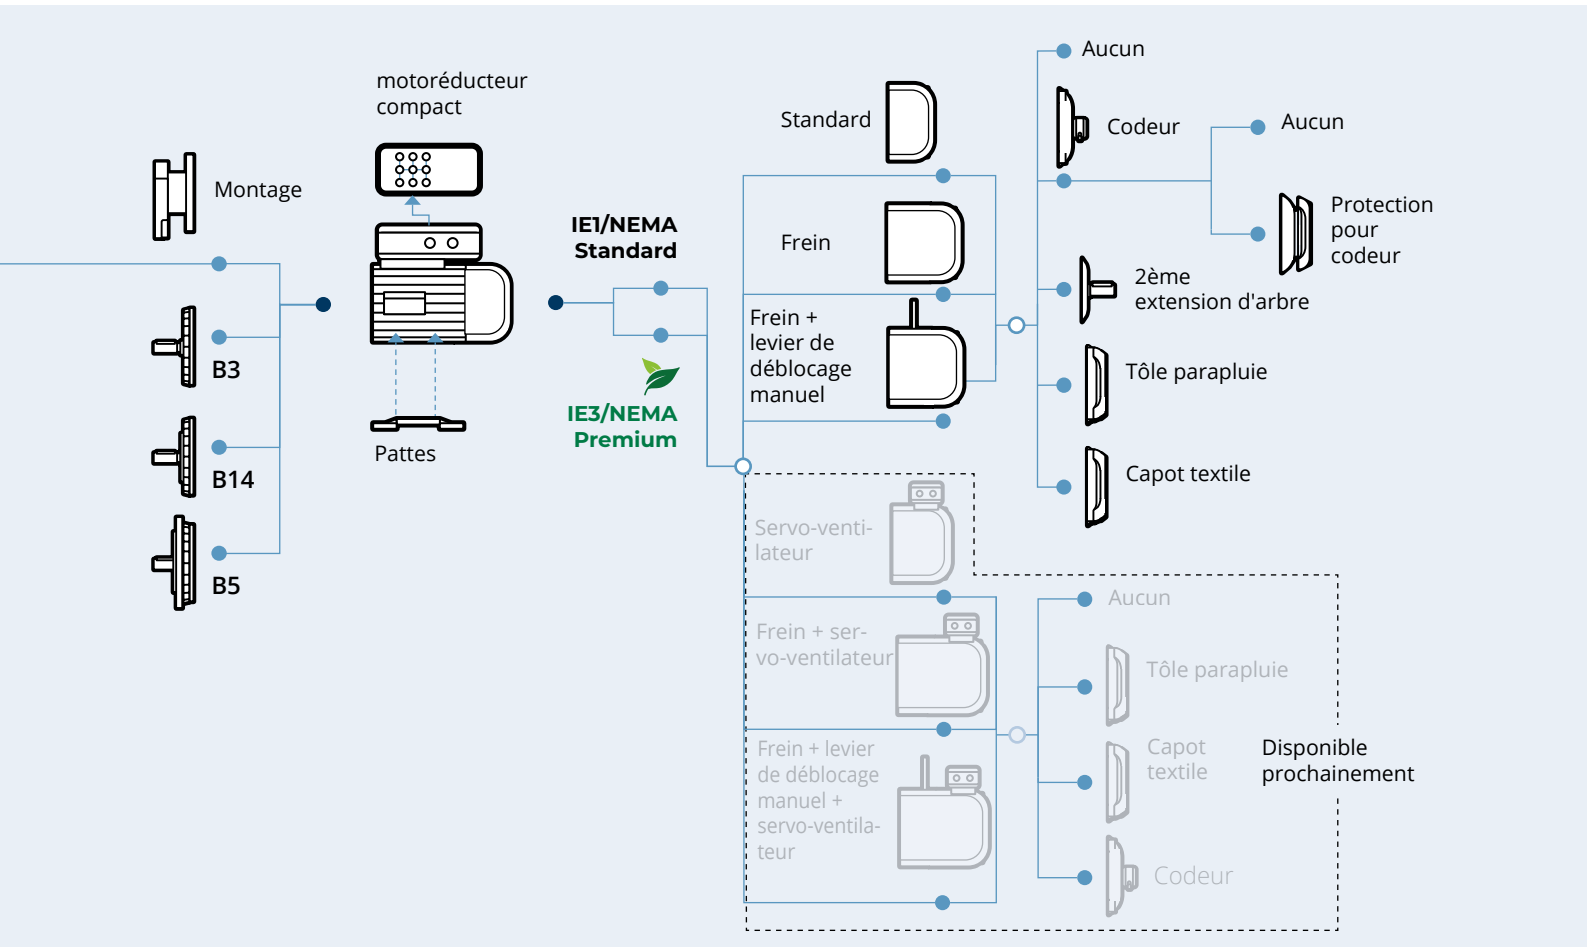 motoréducteur
compact
Montage
B3
B14
B5
Pattes
IE1/NEMA
Standard
IE3/NEMA
Premium
Standard
Frein
Frein +
levier de
déblocage
manuel
Aucun
Codeur
Aucun
Protection
pour
codeur
2ème
extension d'arbre
Tôle parapluie
Capot textile
Servo-venti-
lateur
Frein + ser-
vo-ventilateur
Frein + levier
de déblocage
manuel +
servo-ventila-
teur
Aucun
Tôle parapluie
Capot
textile
Codeur
Disponible
prochainement